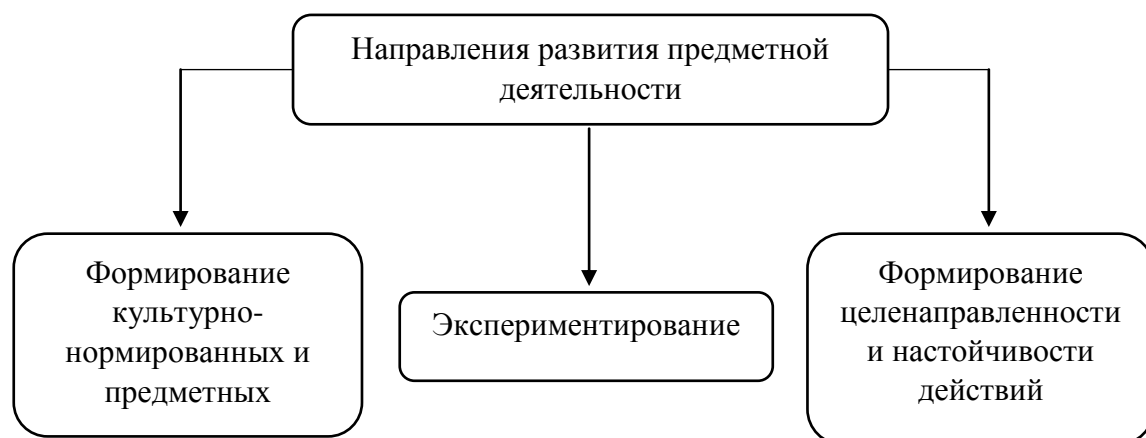 Направления развития предметной
деятельности
Формирование
культурно-
нормированных и
предметных
Экспериментирование
Формирование
целенаправленности
и настойчивости
действий